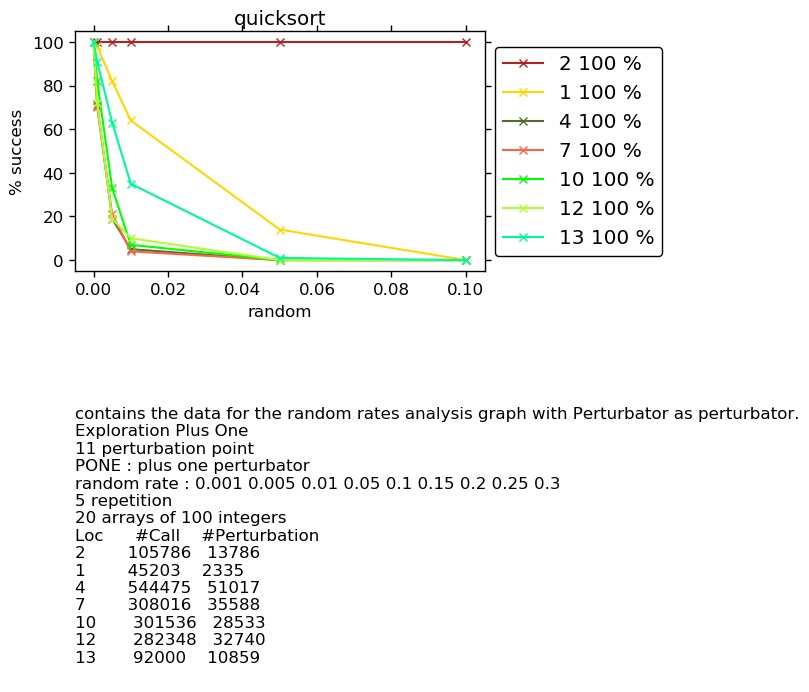 quicksort
100
80
60
40
20
0
% success
0.00 0.02 0.04 0.06 0.08 0.10
random
2 100 %
1 100 %
4 100 %
7 100 %
10 100 %
12 100 %
13 100 %
contains the data for the random rates analysis graph with Perturbator as perturbator.
Exploration Plus One
11 perturbation point
PONE : plus one perturbator
random rate : 0.001 0.005 0.01 0.05 0.1 0.15 0.2 0.25 0.3
5 repetition
20 arrays of 100 integers
Loc #Call #Perturbation
2 105786 13786
1 45203 2335
4 544475 51017
7 308016 35588
10 301536 28533
12 282348 32740
13 92000 10859